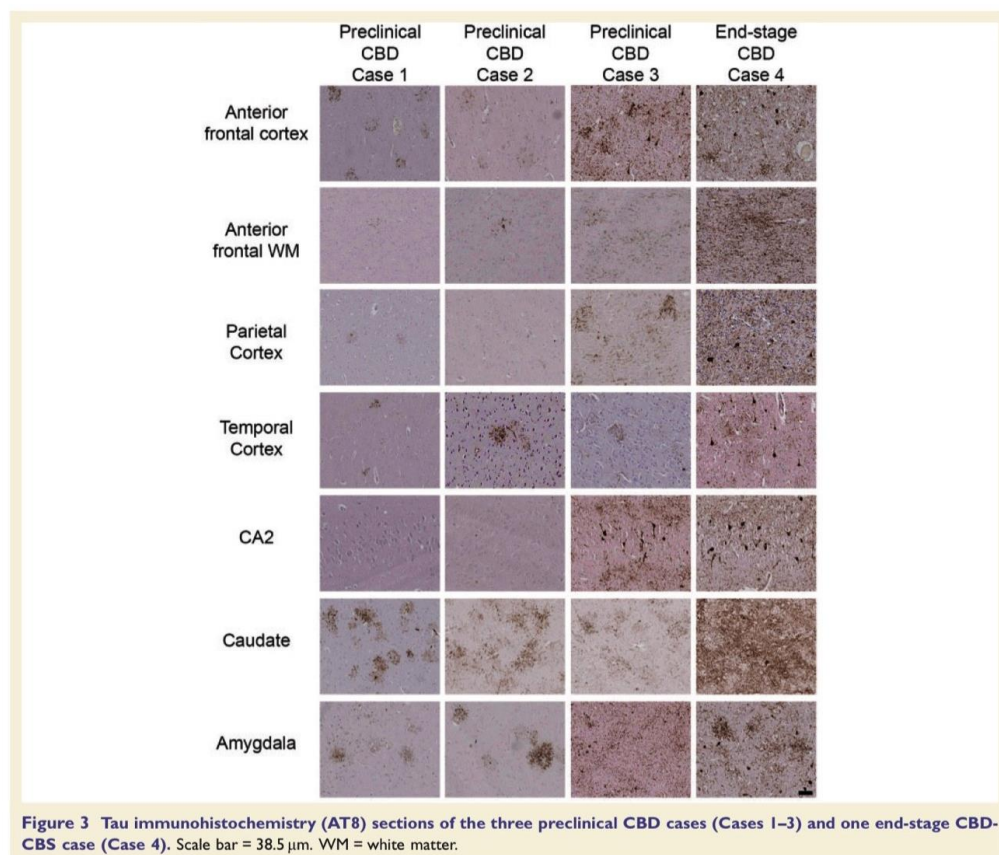 Preclinical CBD Case 1
Preclinical CBD Case 2
Preclinical CBD Case 3
End-stage CBD Case 4
Anterior frontal cortex
Anterior frontal WM
Parietal Cortex
Temporal Cortex
CA2
Caudate
Amygdala
Figure 3 Tau immunohistochemistry (AT8) sections of the three preclinical CBD cases (Cases 1–3) and one end-stage CBD-
CBS case (Case 4). Scale bar = 38.5 μm. WM = white matter.